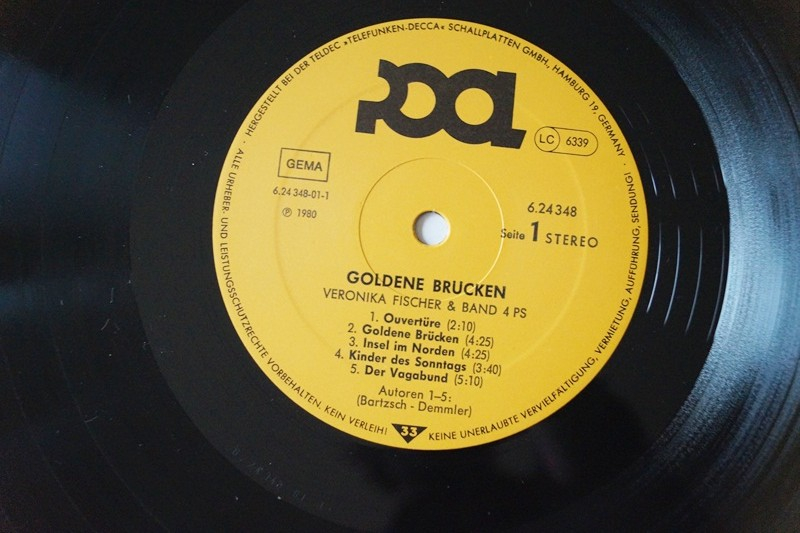 · HERGESTELLT BEI DER TELDEC »TELEFUNKEN-DECCA« SCHALLPLATTEN GMBH, HAMBURG 19, GERMANY ·
POOL
LC 6339
GEMA
6.24 348-01-1
Ⓟ 1980
6.24 348
Seite 1 STEREO
GOLDENE BRUCKEN
VERONIKA FISCHER & BAND 4 PS
1. Ouvertüre (2:10)
2. Goldene Brücken (4:25)
3. Insel im Norden (4:25)
4. Kinder des Sonntags (3:40)
5. Der Vagabund (5:10)
Autoren 1–5:
(Bartzsch - Demmler)
ALLE URHEBER- UND LEISTUNGSSCHUTZRECHTE VORBEHALTEN, KEIN VERLEIH!
33
KEINE UNERLAUBTE VERVIELFÄLTIGUNG, VERMIETUNG, AUFFÜHRUNG, SENDUNG!